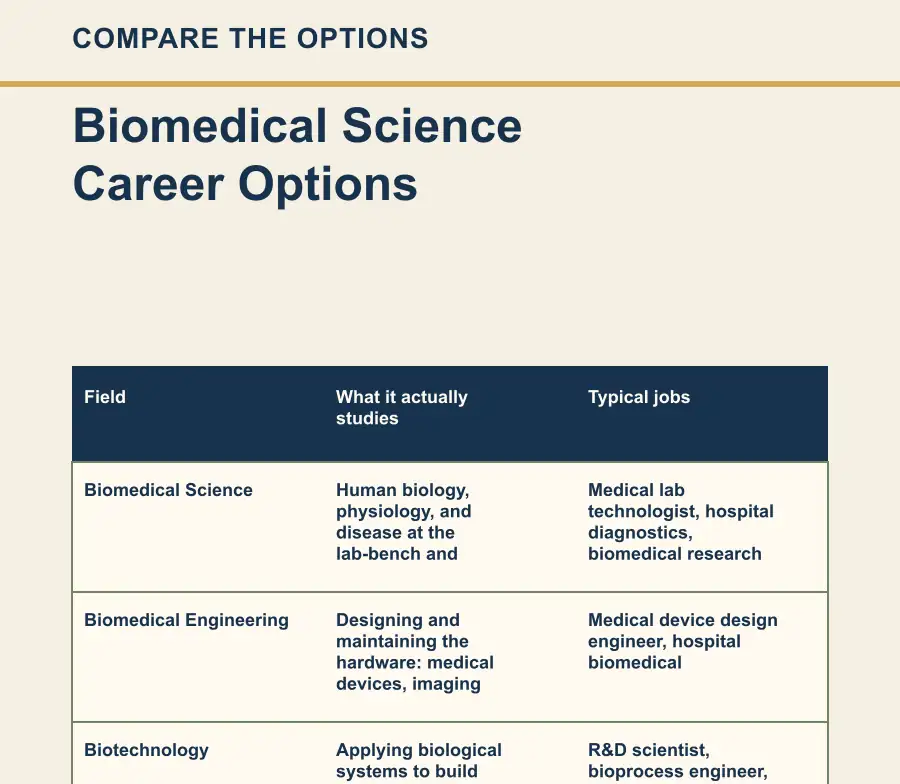 COMPARE THE OPTIONS
Biomedical Science
Career Options
Field
What it actually
studies
Typical jobs
Biomedical Science
Human biology,
physiology, and
disease at the
lab-bench and
Medical lab
technologist, hospital
diagnostics,
biomedical research
Biomedical Engineering
Designing and
maintaining the
hardware: medical
devices, imaging
Medical device design
engineer, hospital
biomedical
Biotechnology
Applying biological
systems to build
R&D scientist,
bioprocess engineer,